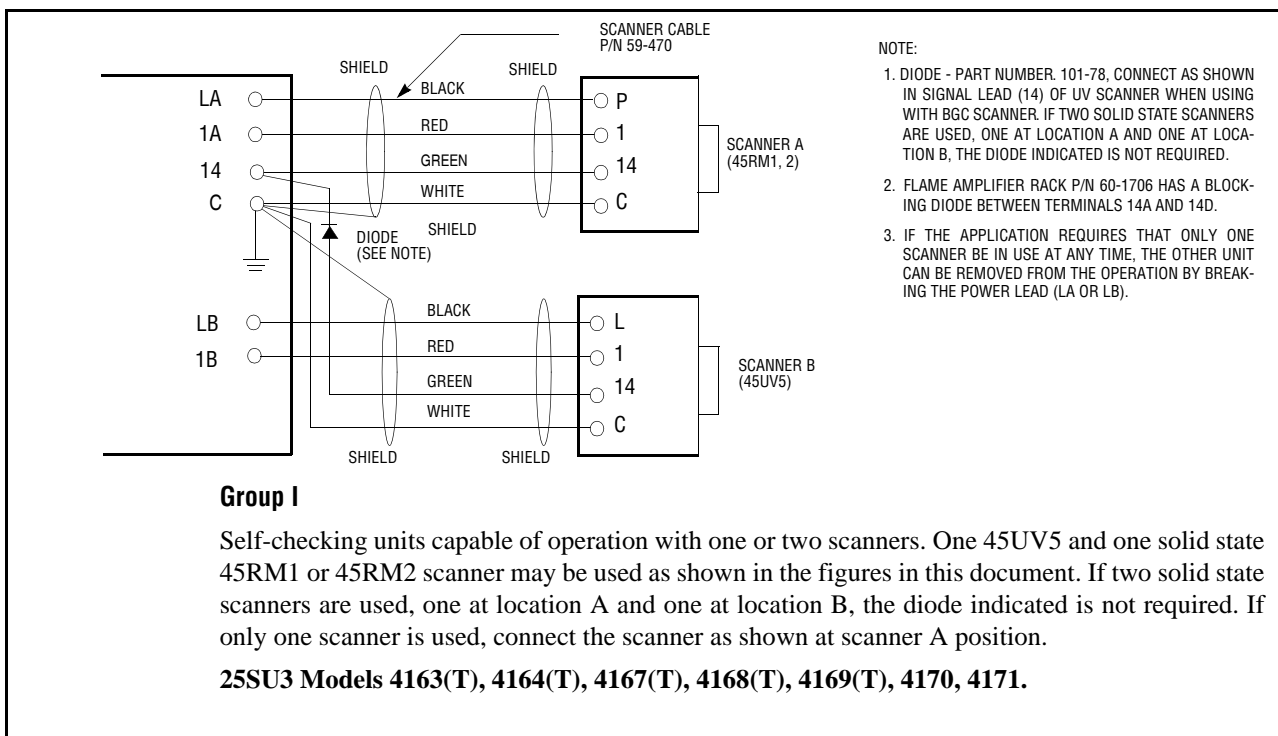 SCANNER CABLE
P/N 59-470
SHIELD
SHIELD
LA
BLACK
P
1A
RED
1
14
GREEN
14
C
WHITE
C
SCANNER A
(45RM1, 2)
SHIELD
DIODE
(SEE NOTE)
LB
BLACK
L
1B
RED
1
GREEN
14
WHITE
C
SCANNER B
(45UV5)
SHIELD
SHIELD
NOTE:
1. DIODE - PART NUMBER. 101-78, CONNECT AS SHOWN
IN SIGNAL LEAD (14) OF UV SCANNER WHEN USING
WITH BGC SCANNER. IF TWO SOLID STATE SCANNERS
ARE USED, ONE AT LOCATION A AND ONE AT LOCA-
TION B, THE DIODE INDICATED IS NOT REQUIRED.
2. FLAME AMPLIFIER RACK P/N 60-1706 HAS A BLOCK-
ING DIODE BETWEEN TERMINALS 14A AND 14D.
3. IF THE APPLICATION REQUIRES THAT ONLY ONE
SCANNER BE IN USE AT ANY TIME, THE OTHER UNIT
CAN BE REMOVED FROM THE OPERATION BY BREAK-
ING THE POWER LEAD (LA OR LB).
Group I
Self-checking units capable of operation with one or two scanners. One 45UV5 and one solid state
45RM1 or 45RM2 scanner may be used as shown in the figures in this document. If two solid state
scanners are used, one at location A and one at location B, the diode indicated is not required. If
only one scanner is used, connect the scanner as shown at scanner A position.
25SU3 Models 4163(T), 4164(T), 4167(T), 4168(T), 4169(T), 4170, 4171.